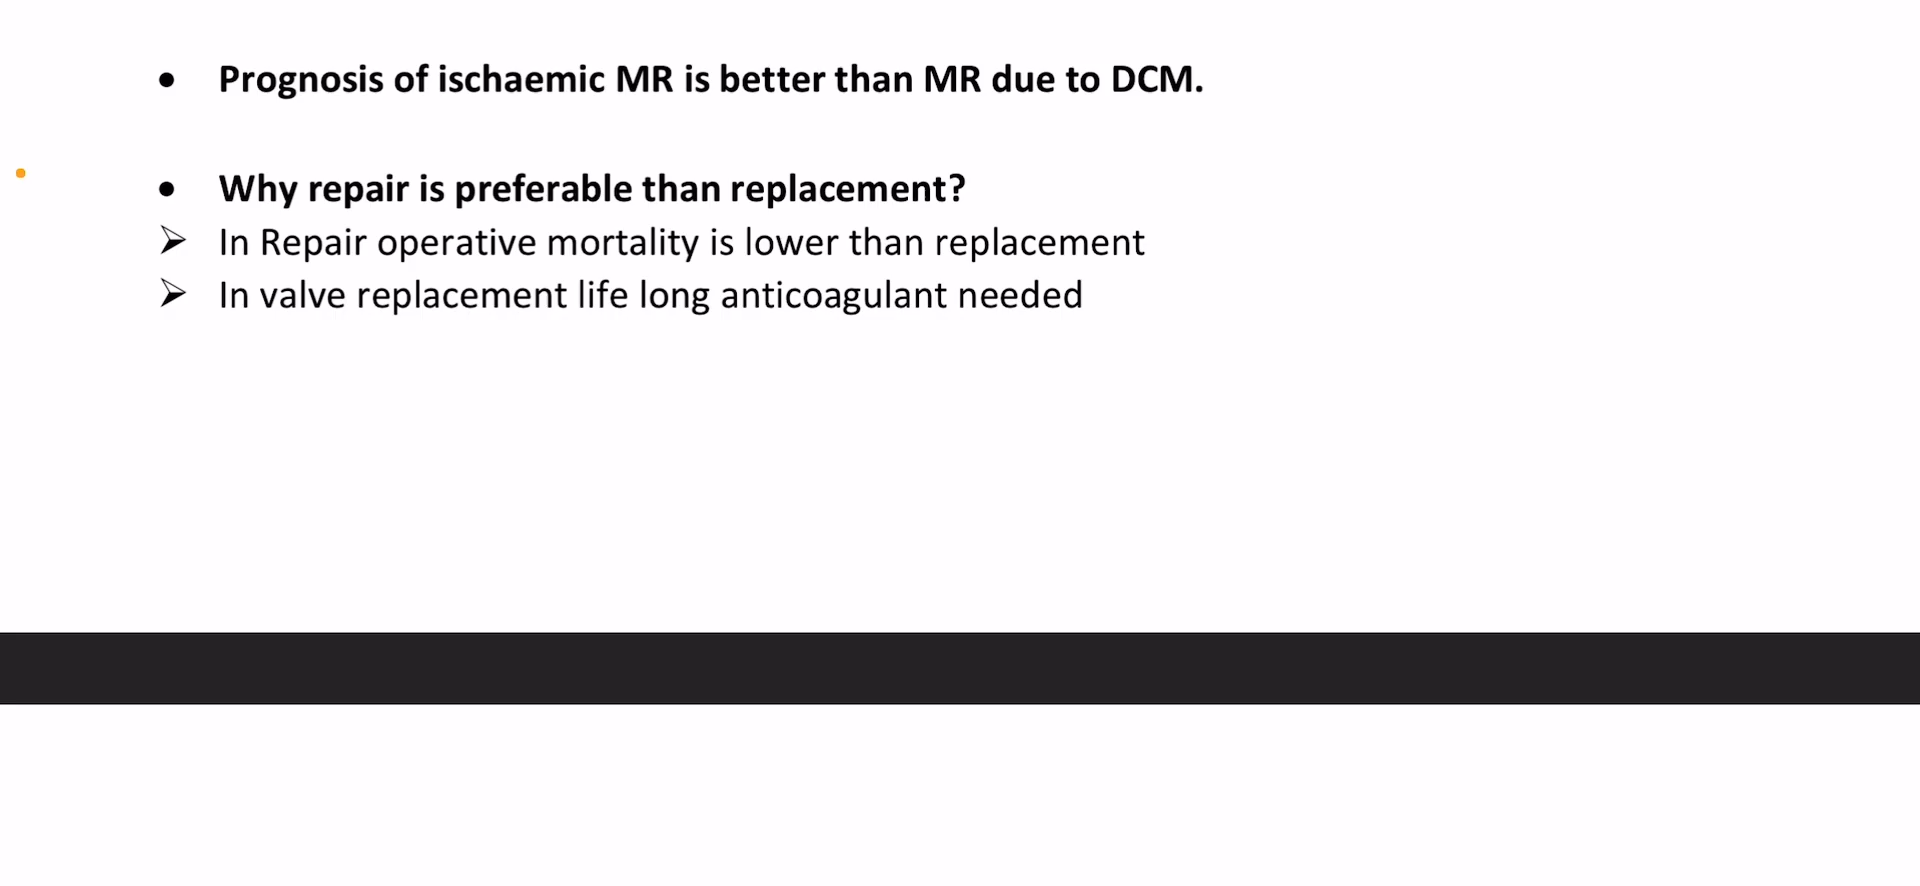 • Prognosis of ischaemic MR is better than MR due to DCM.
• Why repair is preferable than replacement?
➢ In Repair operative mortality is lower than replacement
➢ In valve replacement life long anticoagulant needed